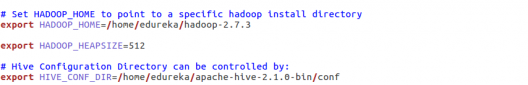 # Set HADOOP_HOME to point to a specific hadoop install directory
export HADOOP_HOME=/home/edureka/hadoop-2.7.3
export HADOOP_HEAPSIZE=512
# Hive Configuration Directory can be controlled by:
export HIVE_CONF_DIR=/home/edureka/apache-hive-2.1.0-bin/conf